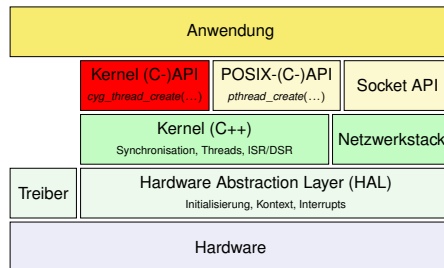 Anwendung
Kernel (C-)API
cyg_thread_create(…)
POSIX-(C-)API
pthread_create(…)
Socket API
Kernel (C++)
Synchronisation, Threads, ISR/DSR
Netzwerkstack
Treiber
Hardware Abstraction Layer (HAL)
Initialisierung, Kontext, Interrupts
Hardware